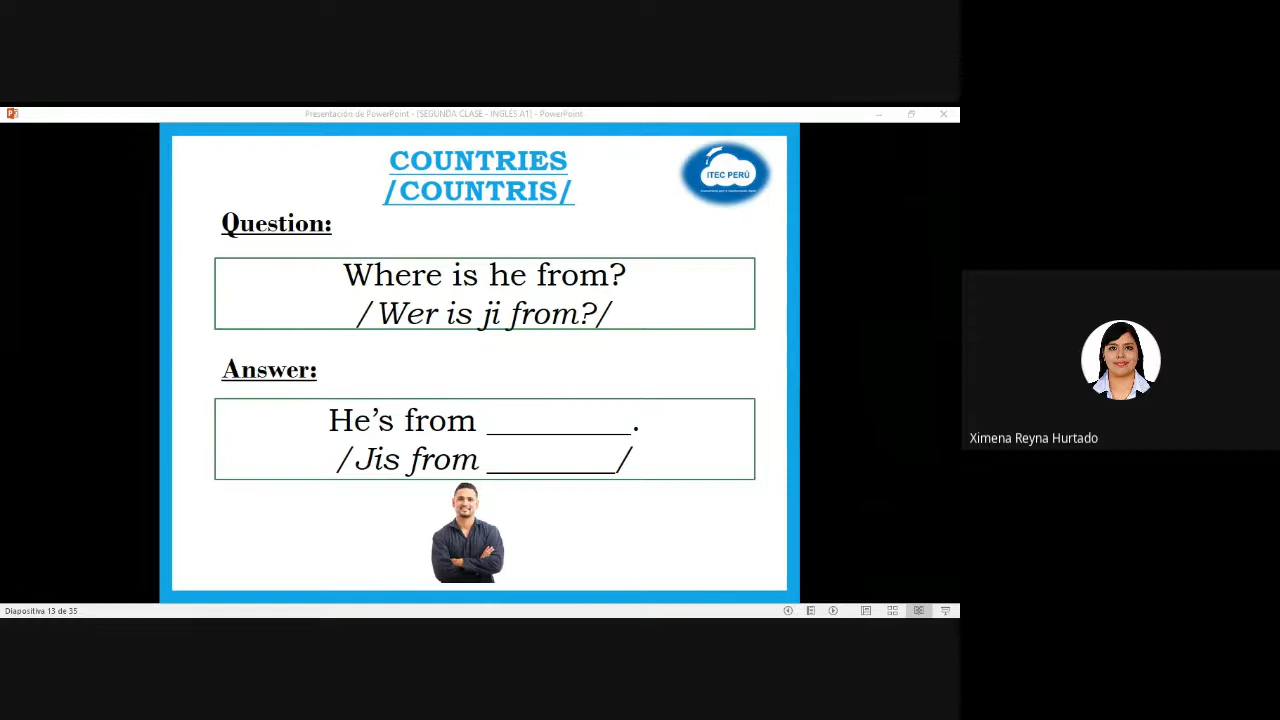 Presentación de PowerPoint - [SEGUNDA CLASE - INGLÉS A1] - PowerPoint
COUNTRIES
/COUNTRIS/
ITEC PERÚ
Question:
Where is he from?
/Wer is ji from?/
Answer:
He’s from _________.
/Jis from _________/
Ximena Reyna Hurtado
Diapositiva 13 de 35